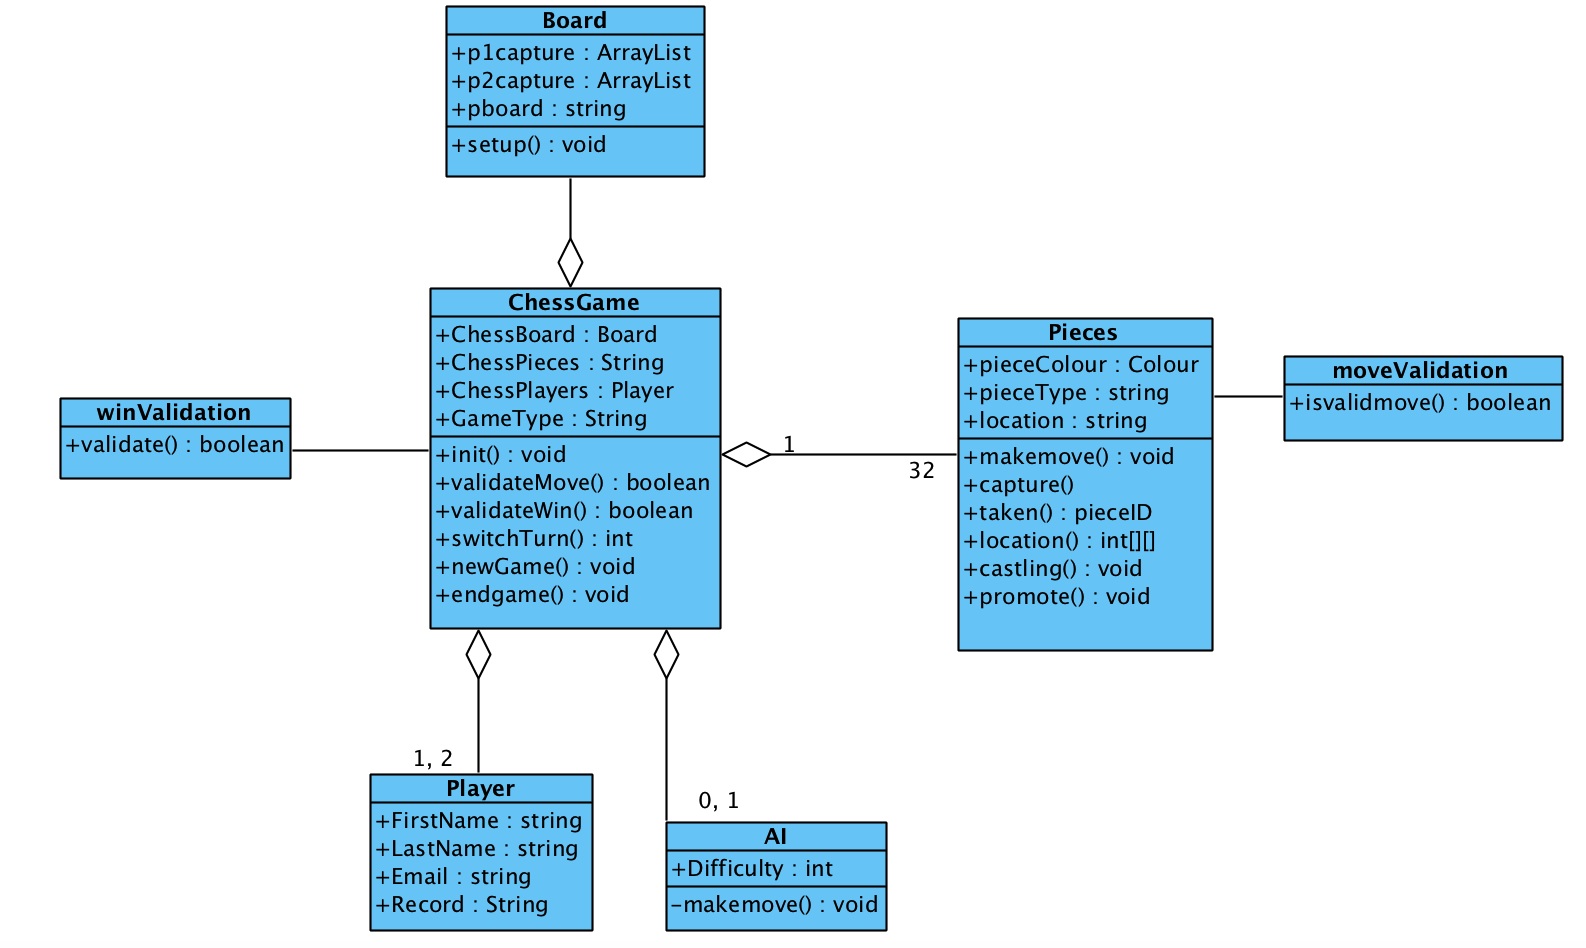 Board
+p1capture : ArrayList
+p2capture : ArrayList
+pboard : string
+setup() : void
ChessGame
+ChessBoard : Board
+ChessPieces : String
+ChessPlayers : Player
+GameType : String
+init() : void
+validateMove() : boolean
+validateWin() : boolean
+switchTurn() : int
+newGame() : void
+endgame() : void
winValidation
+validate() : boolean
1
32
Pieces
+pieceColour : Colour
+pieceType : string
+location : string
+makemove() : void
+capture()
+taken() : pieceID
+location() : int[][]
+castling() : void
+promote() : void
moveValidation
+isvalidmove() : boolean
1, 2
Player
+FirstName : string
+LastName : string
+Email : string
+Record : String
0, 1
AI
+Difficulty : int
-makemove() : void